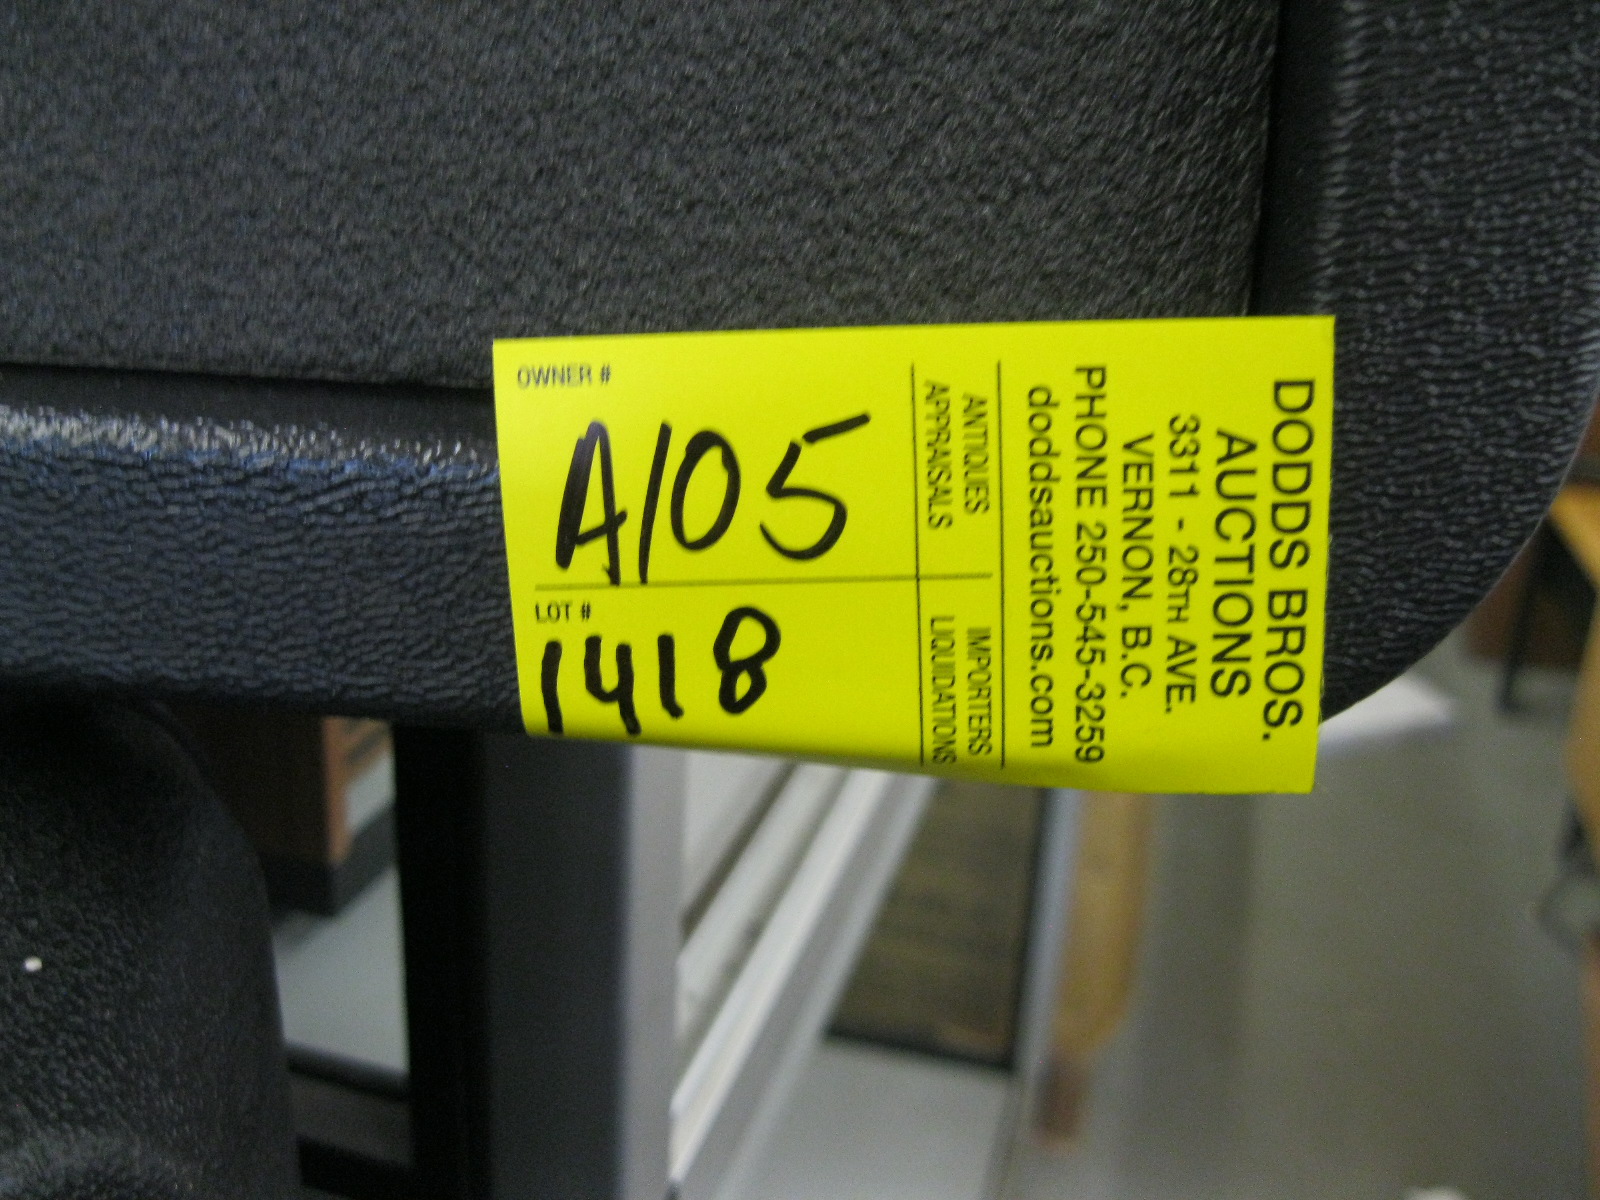 DODDS BROS.
AUCTIONS
3311 - 28TH AVE.
VERNON, B.C.
PHONE 250-545-3259
doddsauctions.com
ANTIQUES IMPORTERS
APPRAISALS LIQUIDATIONS
OWNER #
A105
LOT #
1418